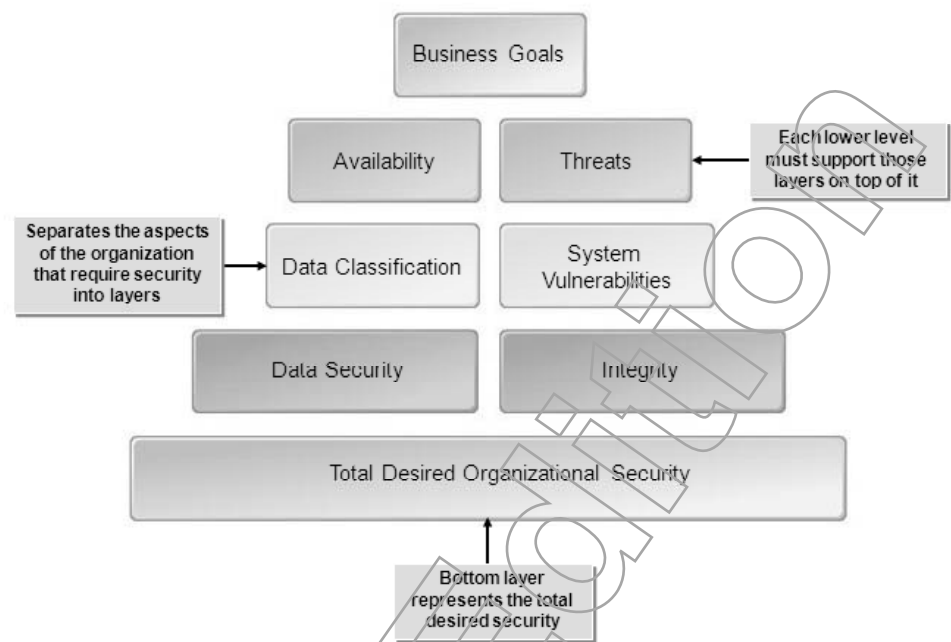 Business Goals
Availability
Threats
Each lower level
must support those
layers on top of it
Separates the aspects
of the organization
that require security
into layers
Data Classification
System
Vulnerabilities
Data Security
Integrity
Total Desired Organizational Security
Bottom layer
represents the total
desired security
Edition